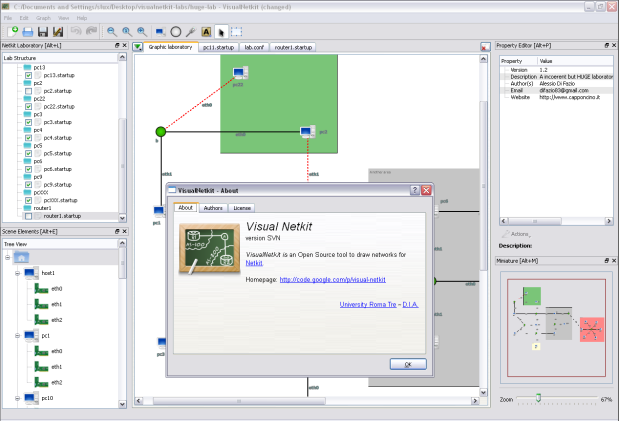 C:/Documents and Settings/slux/Desktop/visualnetkit-labs/huge-lab - VisualNetkit (changed)
File Edit Graph View Help
Netkit Laboratory [Alt+L]
Lab Structure
pc13
pc13.startup
pc2
pc2.startup
pc22
pc22.startup
pc3
pc3.startup
pc4
pc4.startup
pc5
pc5.startup
pc6
pc6.startup
pc9
pc9.startup
pcXXX
pcXXX.startup
router1
router1.startup
Scene Elements [Alt+E]
Tree View
host1
eth0
eth1
eth2
pc1
eth0
eth1
eth2
pc10
Graphic laboratory pc11.startup lab.conf router1.startup
eth0
eth1
VisualNetkit - About
About Authors License
Visual Netkit
version SVN
VisualNetkit is an Open Source tool to draw networks for
Netkit.
Homepage: http://code.google.com/p/visual-netkit
University Roma Tre - D.I.A.
OK
Property Editor [Alt+P]
Property Value
Version 1.2
Description A incoerent but HUGE laborator
Author(s) Alessio Di Fazio
Email difazio83@gmail.com
Website http://www.capponcino.it
Actions
Description:
Miniature [Alt+M]
Zoom 67%